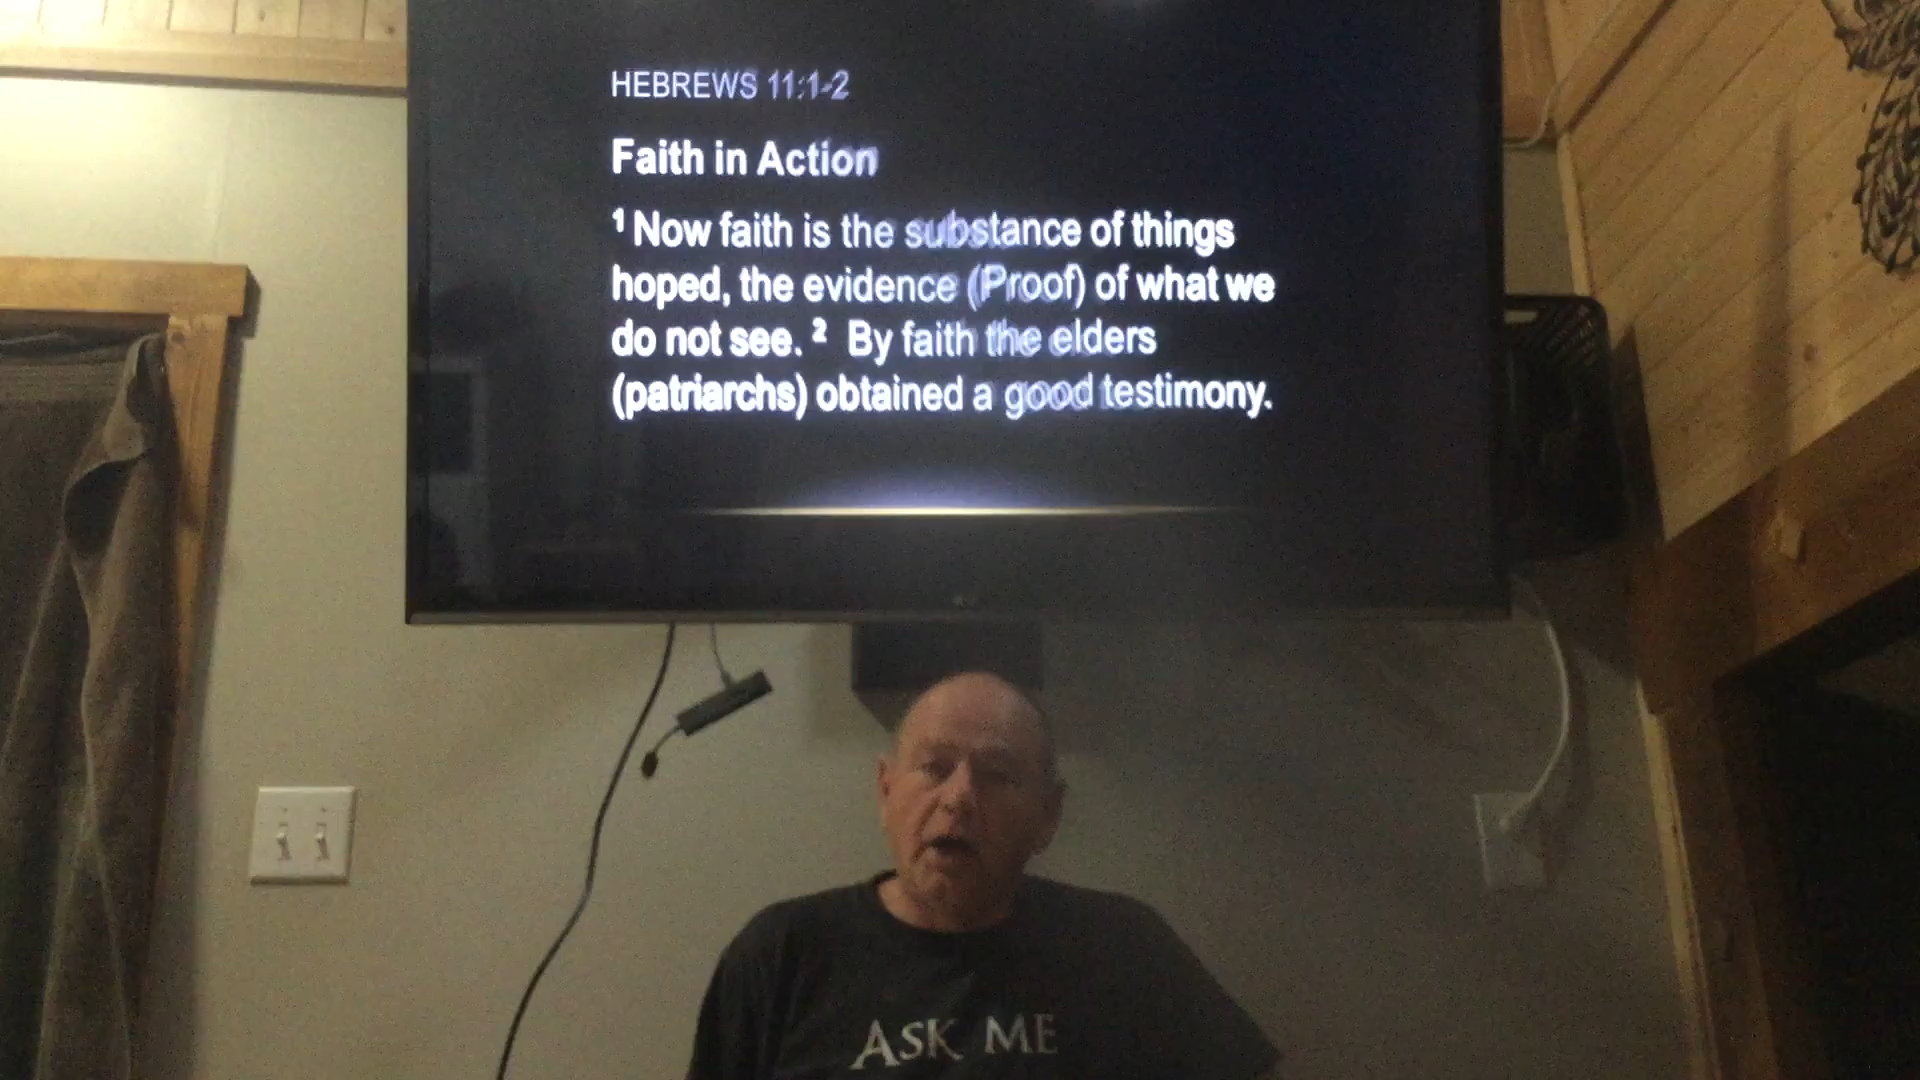 HEBREWS 11:1-2
Faith in Action
1 Now faith is the substance of things
hoped, the evidence (Proof) of what we
do not see. 2 By faith the elders
(patriarchs) obtained a good testimony.
ASK ME